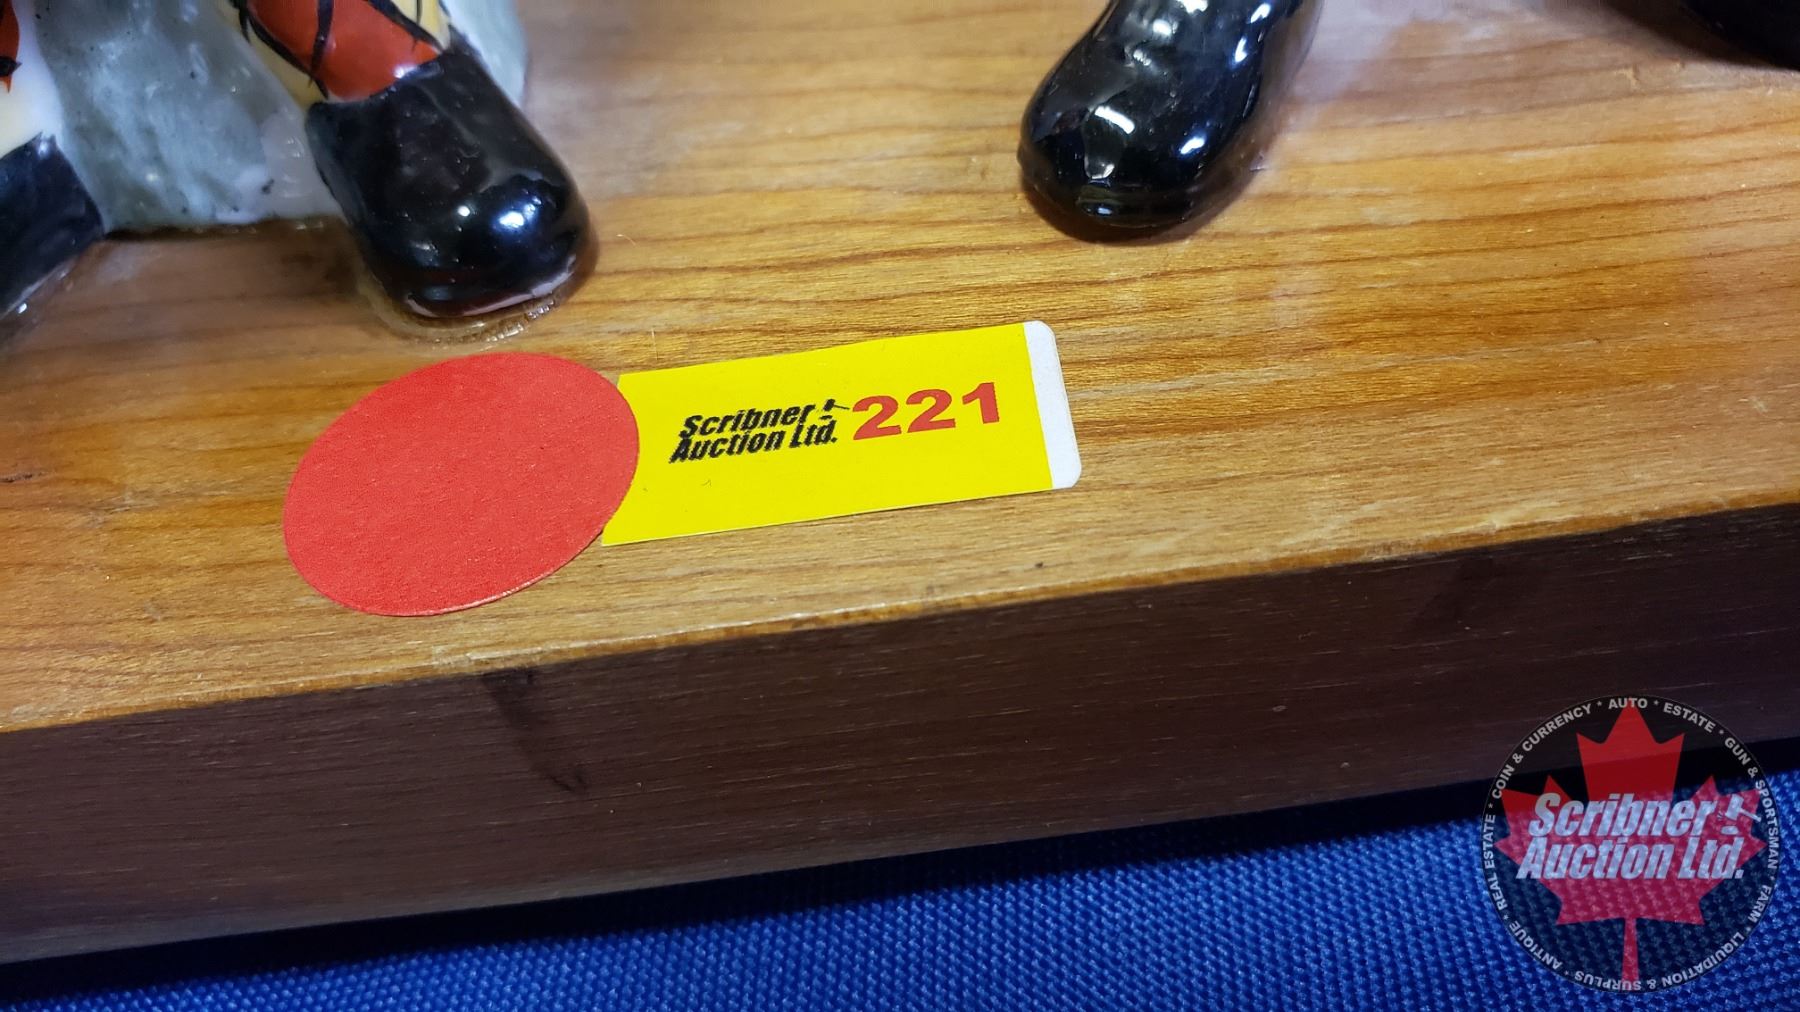 Scribner
Auction Ltd.
221
COIN & CURRENCY * AUTO * ESTATE * GUN & SPORTSMAN * FARM * LIQUIDATION & SURPLUS * ANTIQUE * REAL ESTATE *
Scribner
Auction Ltd.